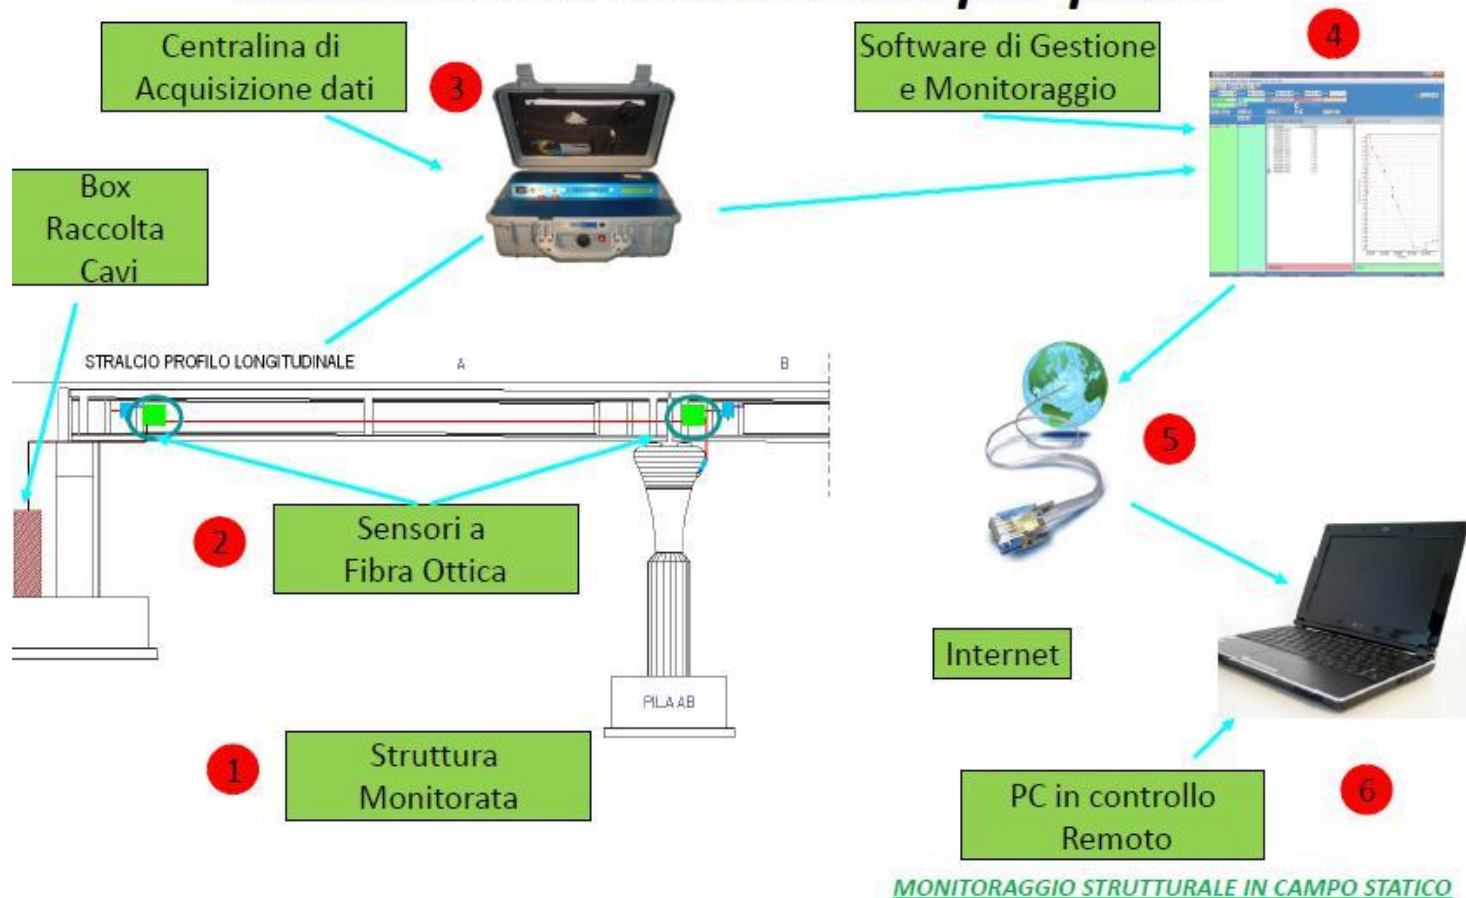 Centralina di
Acquisizione dati
3
Software di Gestione
e Monitoraggio
4
Box
Raccolta
Cavi
STRALCIO PROFILO LONGITUDINALE
A
B
5
2
Sensori a
Fibra Ottica
Internet
PILA AB
1
Struttura
Monitorata
PC in controllo
Remoto
6
MONITORAGGIO STRUTTURALE IN CAMPO STATICO